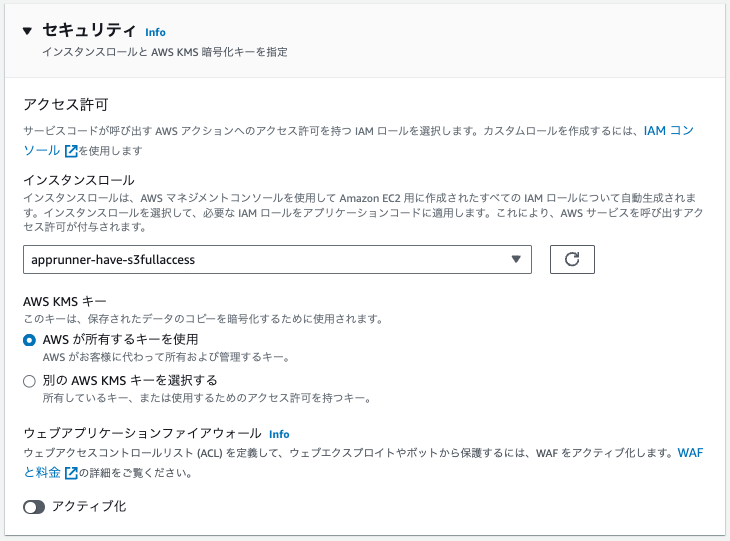 セキュリティ Info
インスタンスロールと AWS KMS 暗号化キーを指定
アクセス許可
サービスコードが呼び出す AWS アクションへのアクセス許可を持つ IAM ロールを選択します。カスタムロールを作成するには、IAM コン
ソール を使用します
インスタンスロール
インスタンスロールは、AWS マネジメントコンソールを使用して Amazon EC2 用に作成されたすべての IAM ロールについて自動生成されま
す。インスタンスロールを選択して、必要な IAM ロールをアプリケーションコードに適用します。これにより、AWS サービスを呼び出すアク
セス許可が付与されます。
apprunner-have-s3fullaccess
AWS KMS キー
このキーは、保存されたデータのコピーを暗号化するために使用されます。
AWS が所有するキーを使用
AWS がお客様に代わって所有および管理するキー。
別の AWS KMS キーを選択する
所有しているキー、または使用するためのアクセス許可を持つキー。
ウェブアプリケーションファイアウォール Info
ウェブアクセスコントロールリスト (ACL) を定義して、ウェブエクスプロイトやボットから保護するには、WAF をアクティブ化します。WAF
と料金 の詳細をご覧ください。
アクティブ化